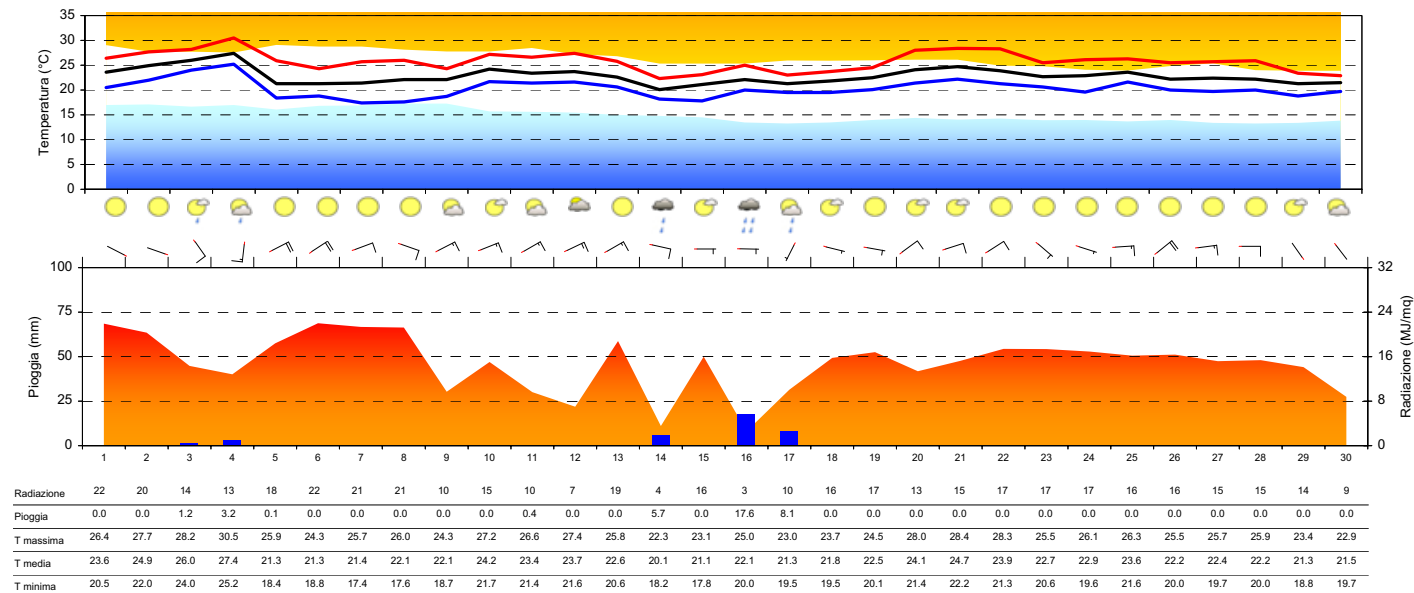 Temperatura (°C)
35
30
25
20
15
10
5
0
Pioggia (mm)
100
75
50
25
0
Radiazione (MJ/mq)
32
24
16
8
0
1 2 3 4 5 6 7 8 9 10 11 12 13 14 15 16 17 18 19 20 21 22 23 24 25 26 27 28 29 30
Radiazione 22 20 14 13 18 22 21 21 10 15 10 7 19 4 16 3 10 16 17 13 15 17 17 17 16 16 15 15 14 9
Pioggia 0.0 0.0 1.2 3.2 0.1 0.0 0.0 0.0 0.0 0.0 0.4 0.0 0.0 5.7 0.0 17.6 8.1 0.0 0.0 0.0 0.0 0.0 0.0 0.0 0.0 0.0 0.0 0.0 0.0 0.0
T massima 26.4 27.7 28.2 30.5 25.9 24.3 25.7 26.0 24.3 27.2 26.6 27.4 25.8 22.3 23.1 25.0 23.0 23.7 24.5 28.0 28.4 28.3 25.5 26.1 26.3 25.5 25.7 25.9 23.4 22.9
T media 23.6 24.9 26.0 27.4 21.3 21.3 21.4 22.1 22.1 24.2 23.4 23.7 22.6 20.1 21.1 22.1 21.3 21.8 22.5 24.1 24.7 23.9 22.7 22.9 23.6 22.2 22.4 22.2 21.3 21.5
T minima 20.5 22.0 24.0 25.2 18.4 18.8 17.4 17.6 18.7 21.7 21.4 21.6 20.6 18.2 17.8 20.0 19.5 19.5 20.1 21.4 22.2 21.3 20.6 19.6 21.6 20.0 19.7 20.0 18.8 19.7